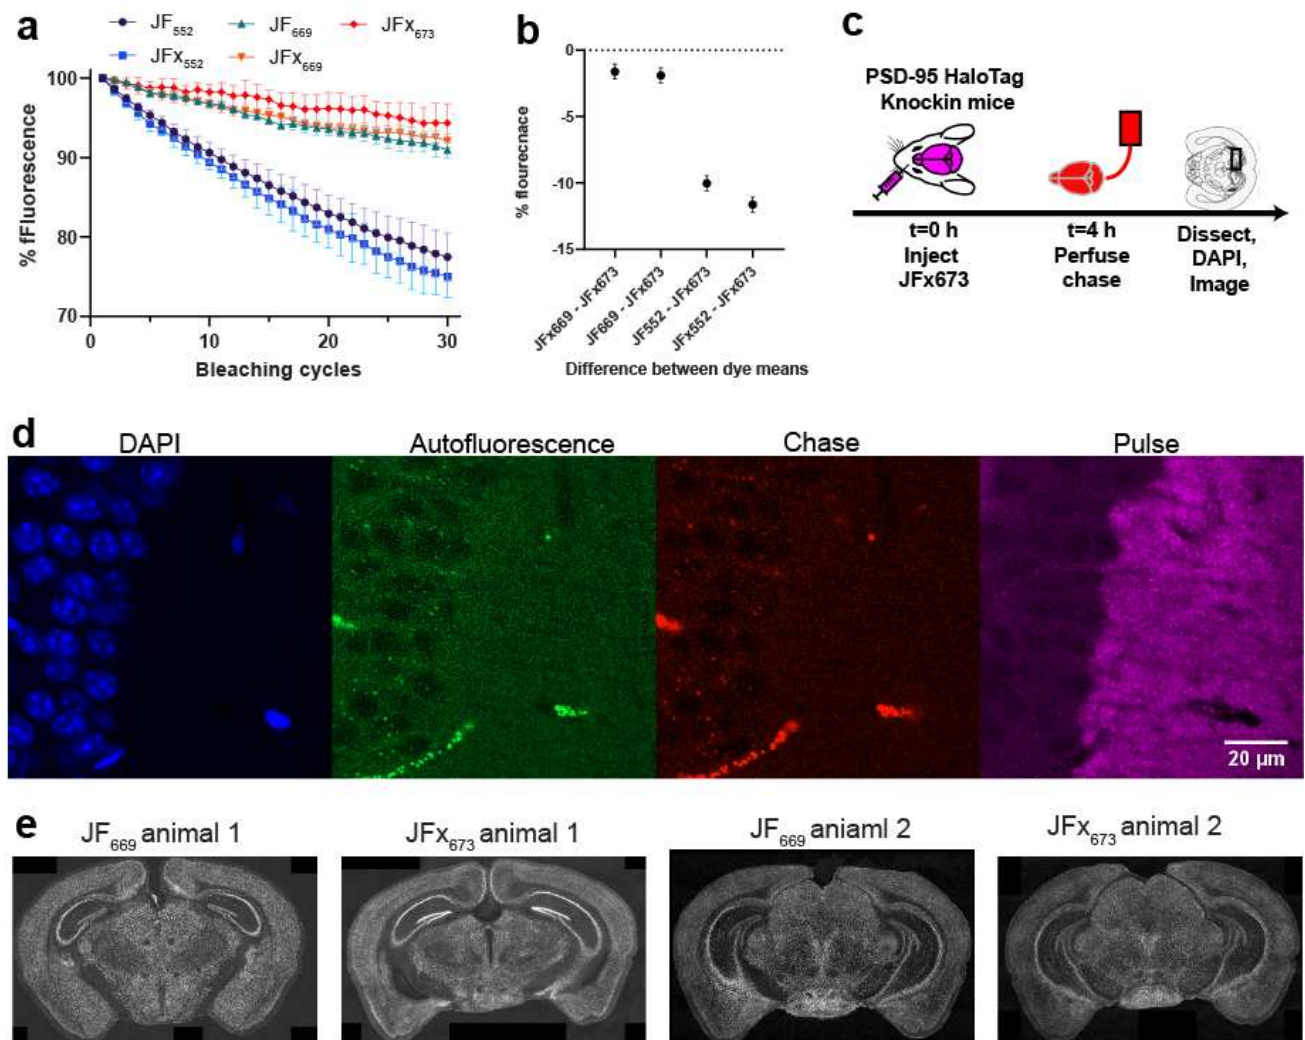 a
JF552
JF669
JFx673
JFx552
JFx669
% fFluorescence
100
90
80
70
0
10
20
30
Bleaching cycles
b
% flourecrnace
0
-5
-10
-15
JFx669 - JFx673
JF669 - JFx673
JF552 - JFx673
JFx552 - JFx673
Difference between dye means
c
PSD-95 HaloTag
Knockin mice
t=0 h
Inject
JFx673
t=4 h
Perfuse
chase
Dissect,
DAPI,
Image
d
DAPI
Autofluorescence
Chase
Pulse
20 µm
e
JF669 animal 1
JFx673 animal 1
JF669 aniaml 2
JFx673 animal 2